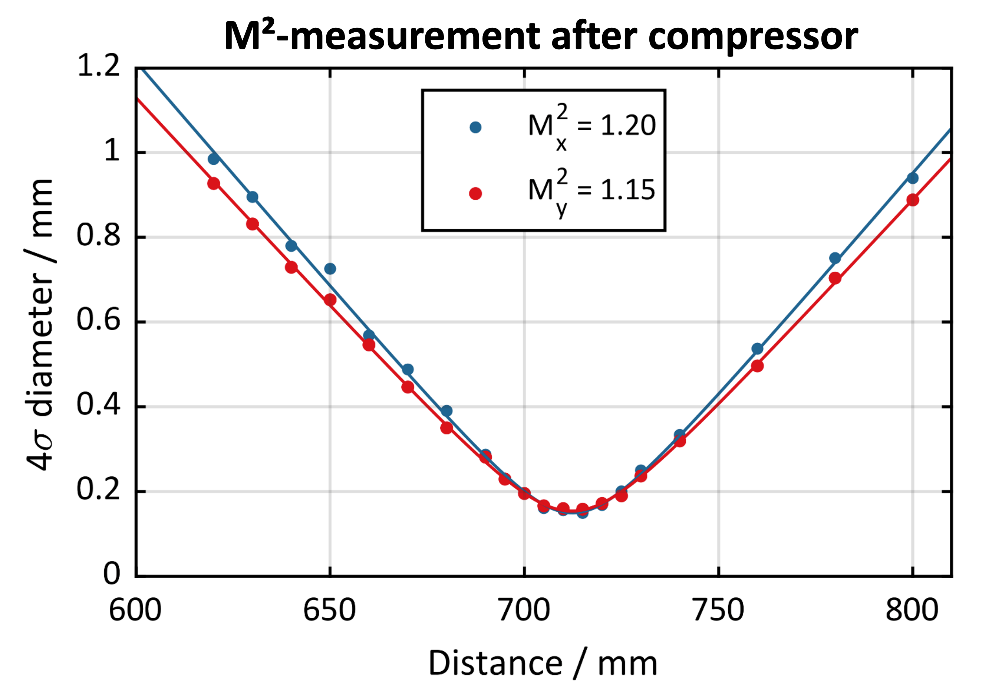 M²-measurement after compressor
1.2
1
0.8
0.6
0.4
0.2
0
4σ diameter / mm
M²ₓ = 1.20
M²ᵧ = 1.15
600 650 700 750 800
Distance / mm